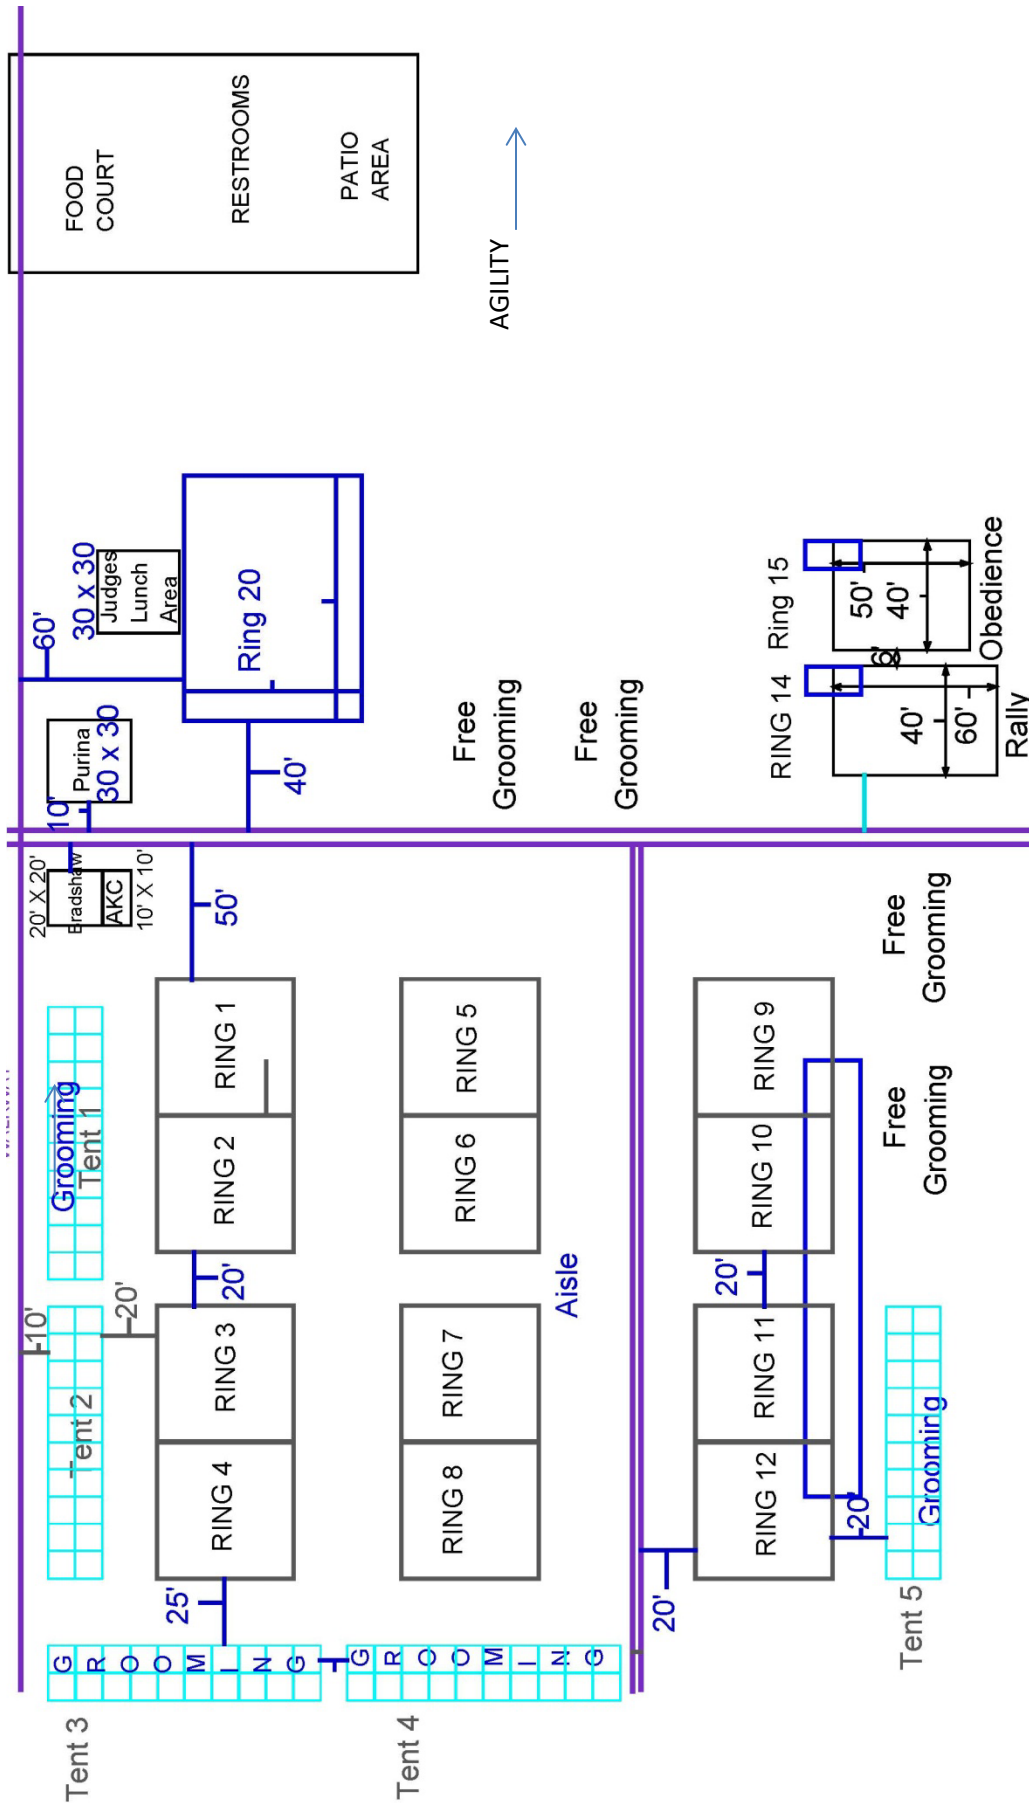 FOOD
COURT
RESTROOMS
PATIO
AREA
AGILITY
60'
30 x 30
Judges
Lunch
Area
Ring 20
Purina
30 x 30
10'
40'
Free
Grooming
Free
Grooming
Ring 15
50'
40'
Obedience
6'
RING 14
40'
60'
Rally
20' X 20'
Bradshaw
AKC
10' X 10'
50'
Grooming
Tent 1
RING 1
RING 2
20'
RING 3
RING 4
10'
20'
Tent 2
25'
RING 5
RING 6
Aisle
RING 7
RING 8
RING 9
RING 10
20'
RING 11
RING 12
20'
20'
Free
Grooming
Free
Grooming
Grooming
Tent 5
GROOMING
Tent 3
GROOMING
Tent 4